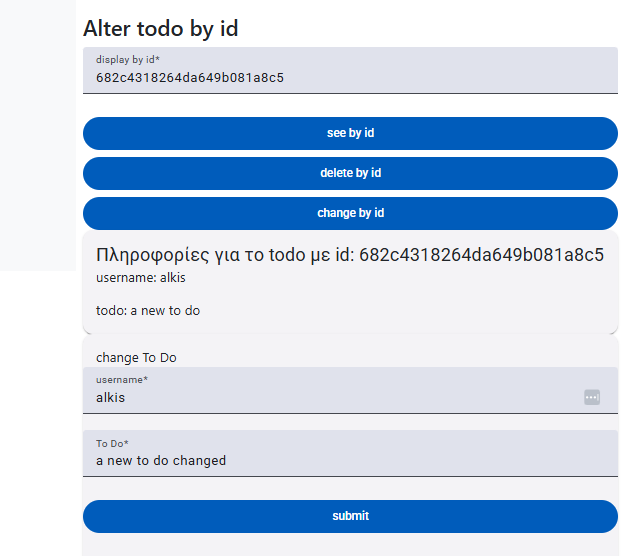 Alter todo by id
display by id*
682c4318264da649b081a8c5
see by id
delete by id
change by id
Πληροφορίες για το todo με id: 682c4318264da649b081a8c5
username: alkis
todo: a new to do
change To Do
username*
alkis
To Do*
a new to do changed
submit